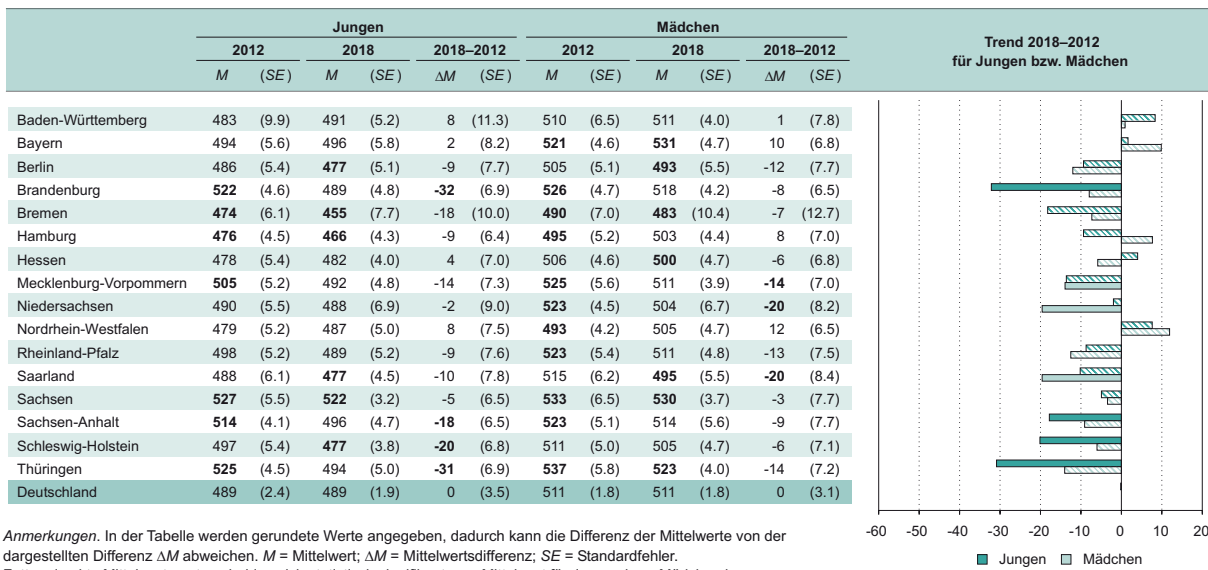 Jungen Mädchen
2012 2018 2018–2012 2012 2018 2018–2012
M (SE) M (SE) ΔM (SE) M (SE) M (SE) ΔM (SE)
Trend 2018–2012
für Jungen bzw. Mädchen
Baden-Württemberg 483 (9.9) 491 (5.2) 8 (11.3) 510 (6.5) 511 (4.0) 1 (7.8)
Bayern 494 (5.6) 496 (5.8) 2 (8.2) 521 (4.6) 531 (4.7) 10 (6.8)
Berlin 486 (5.4) 477 (5.1) -9 (7.7) 505 (5.1) 493 (5.5) -12 (7.7)
Brandenburg 522 (4.6) 489 (4.8) -32 (6.9) 526 (4.7) 518 (4.2) -8 (6.5)
Bremen 474 (6.1) 455 (7.7) -18 (10.0) 490 (7.0) 483 (10.4) -7 (12.7)
Hamburg 476 (4.5) 466 (4.3) -9 (6.4) 495 (5.2) 503 (4.4) 8 (7.0)
Hessen 478 (5.4) 482 (4.0) 4 (7.0) 506 (4.6) 500 (4.7) -6 (6.8)
Mecklenburg-Vorpommern 505 (5.2) 492 (4.8) -14 (7.3) 525 (5.6) 511 (3.9) -14 (7.0)
Niedersachsen 490 (5.5) 488 (6.9) -2 (9.0) 523 (4.5) 504 (6.7) -20 (8.2)
Nordrhein-Westfalen 479 (5.2) 487 (5.0) 8 (7.5) 493 (4.2) 505 (4.7) 12 (6.5)
Rheinland-Pfalz 498 (5.2) 489 (5.2) -9 (7.6) 523 (5.4) 511 (4.8) -13 (7.5)
Saarland 488 (6.1) 477 (4.5) -10 (7.8) 515 (6.2) 495 (5.5) -20 (8.4)
Sachsen 527 (5.5) 522 (3.2) -5 (6.5) 533 (6.5) 530 (3.7) -3 (7.7)
Sachsen-Anhalt 514 (4.1) 496 (4.7) -18 (6.5) 523 (5.1) 514 (5.6) -9 (7.7)
Schleswig-Holstein 497 (5.4) 477 (3.8) -20 (6.8) 511 (5.0) 505 (4.7) -6 (7.1)
Thüringen 525 (4.5) 494 (5.0) -31 (6.9) 537 (5.8) 523 (4.0) -14 (7.2)
Deutschland 489 (2.4) 489 (1.9) 0 (3.5) 511 (1.8) 511 (1.8) 0 (3.1)
-60 -50 -40 -30 -20 -10 0 10 20
Jungen Mädchen
Anmerkungen. In der Tabelle werden gerundete Werte angegeben, dadurch kann die Differenz der Mittelwerte von der
dargestellten Differenz ΔM abweichen. M = Mittelwert; ΔM = Mittelwertsdifferenz; SE = Standardfehler.